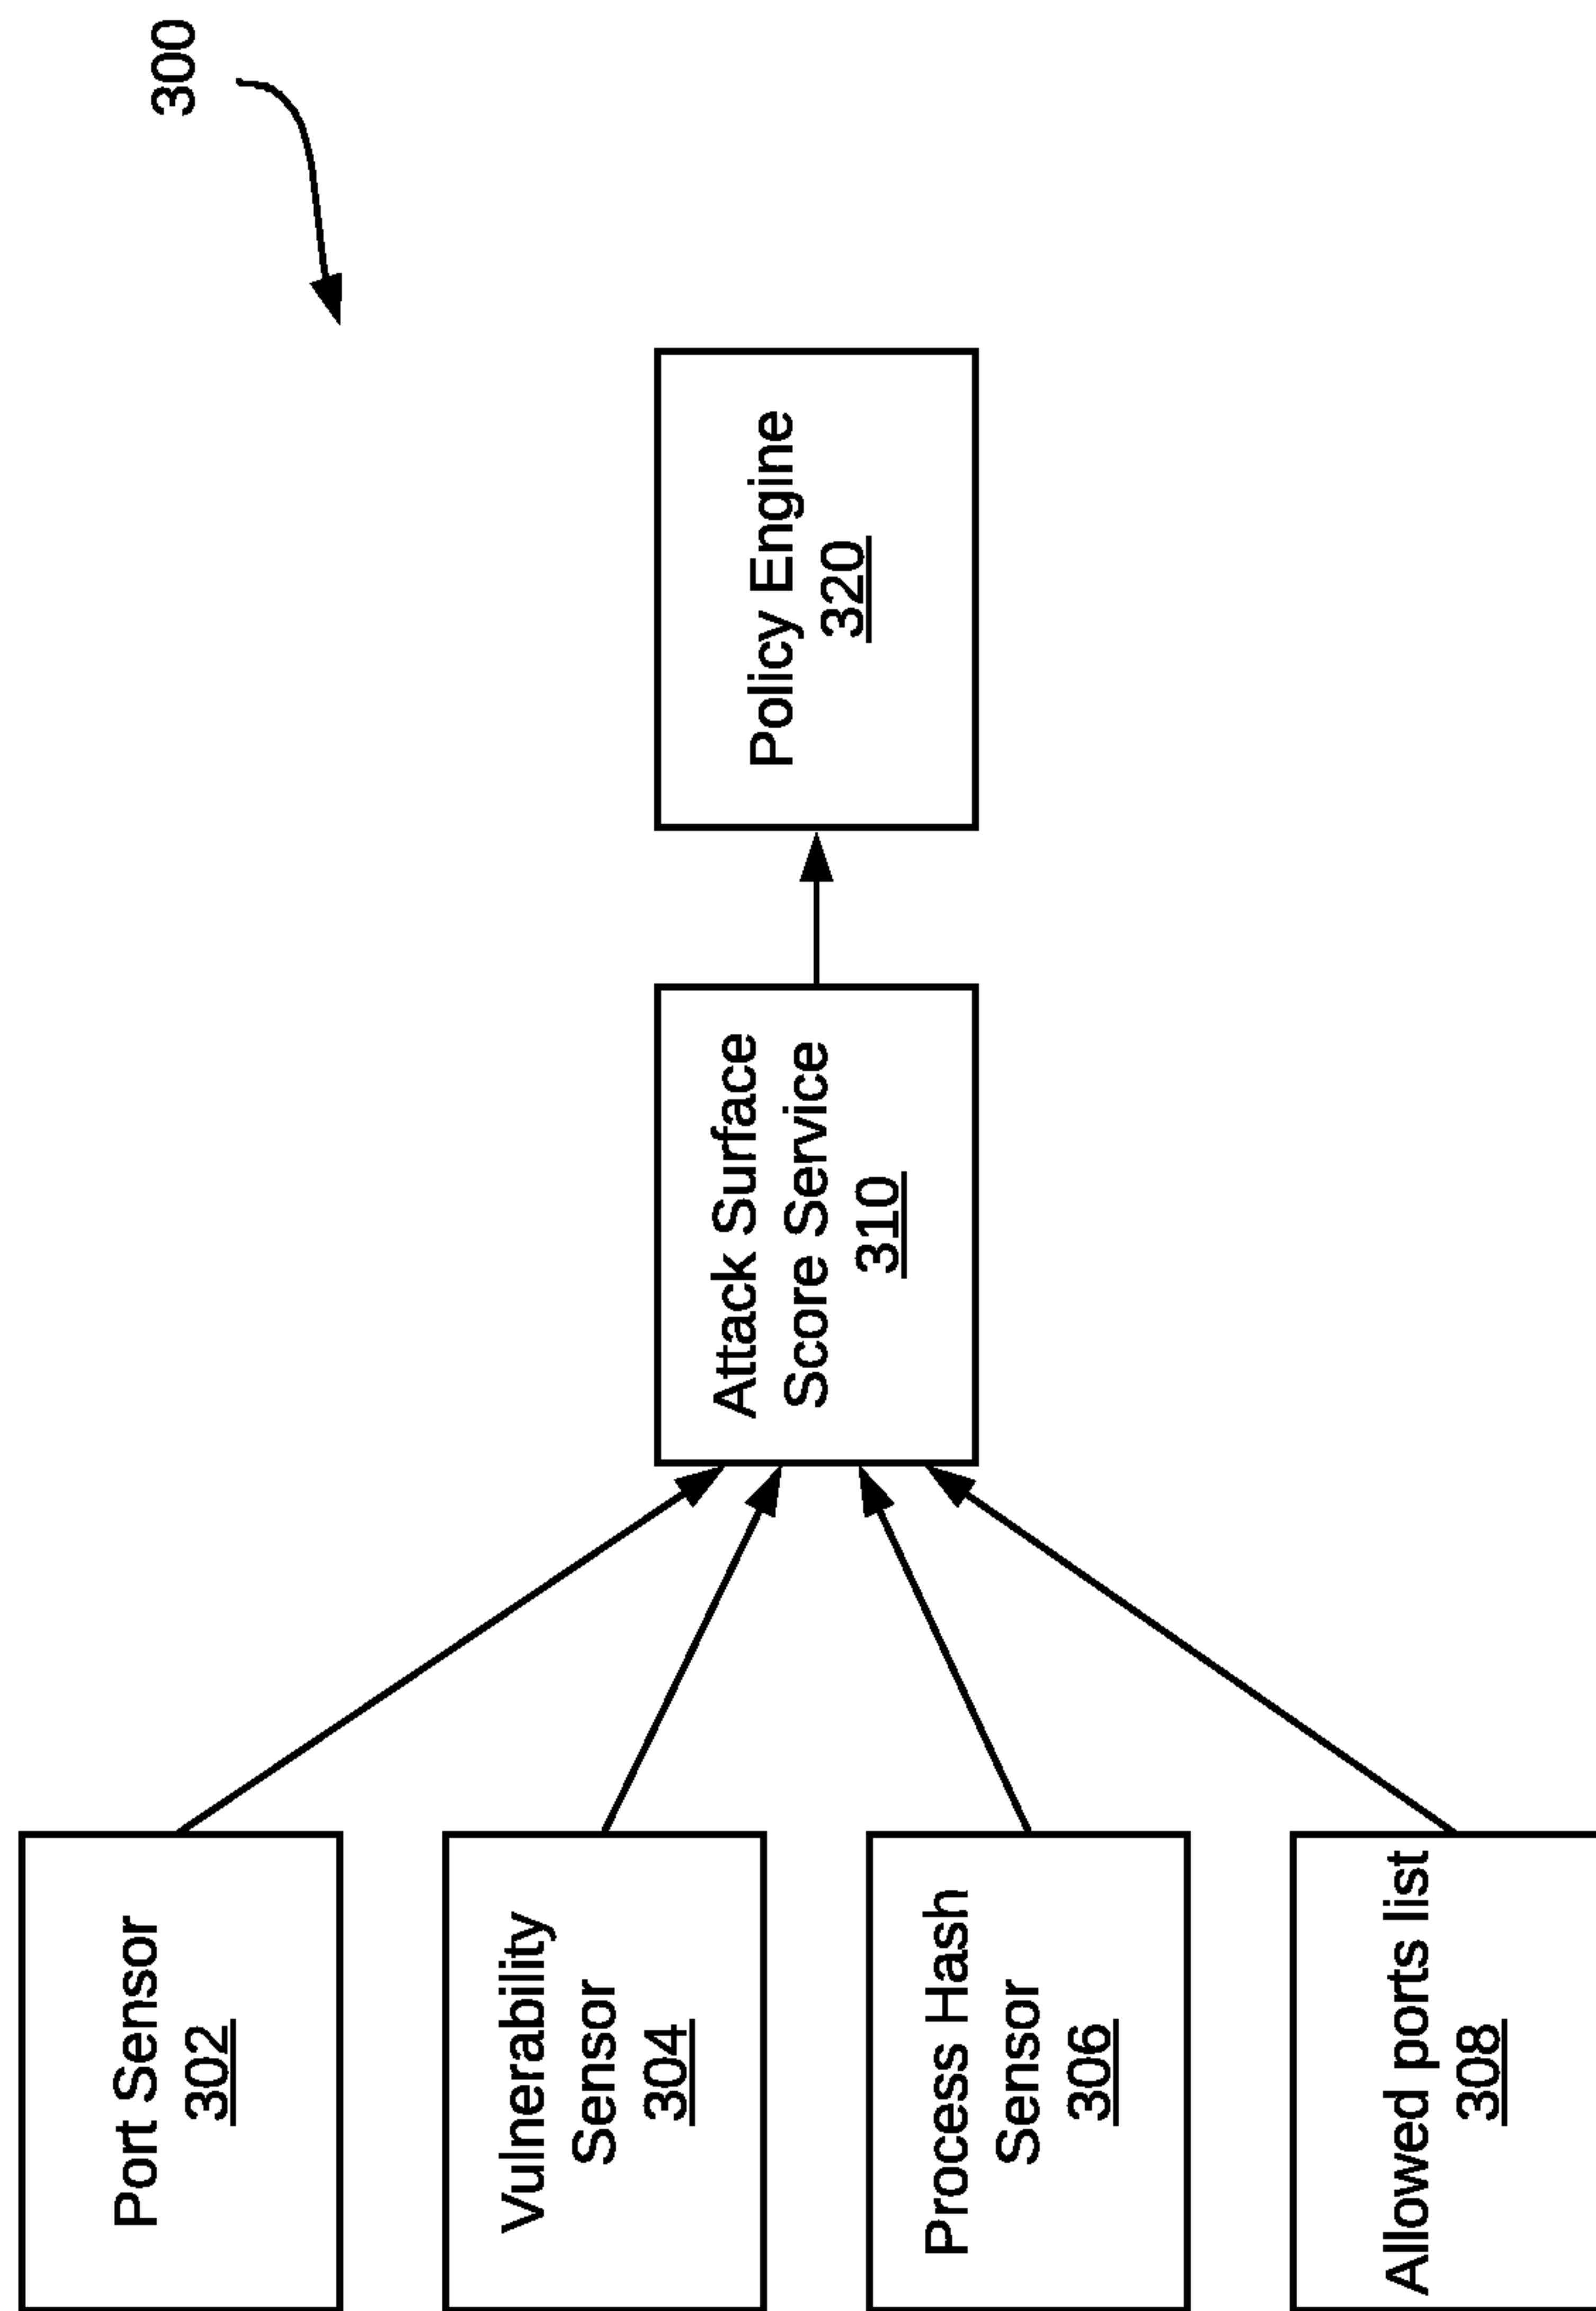 300
Port Sensor
302
Vulnerability
Sensor
304
Process Hash
Sensor
306
Allowed ports list
308
Attack Surface
Score Service
310
Policy Engine
320